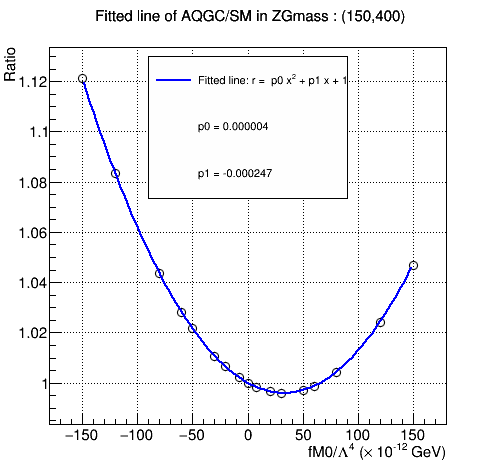 Fitted line of AQGC/SM in ZGmass : (150,400)
Ratio
Fitted line: r = p0 x² + p1 x + 1
p0 = 0.000004
p1 = -0.000247
1.12
1.1
1.08
1.06
1.04
1.02
1
−150 −100 −50 0 50 100 150
fM0/Λ⁴ (× 10⁻¹² GeV)